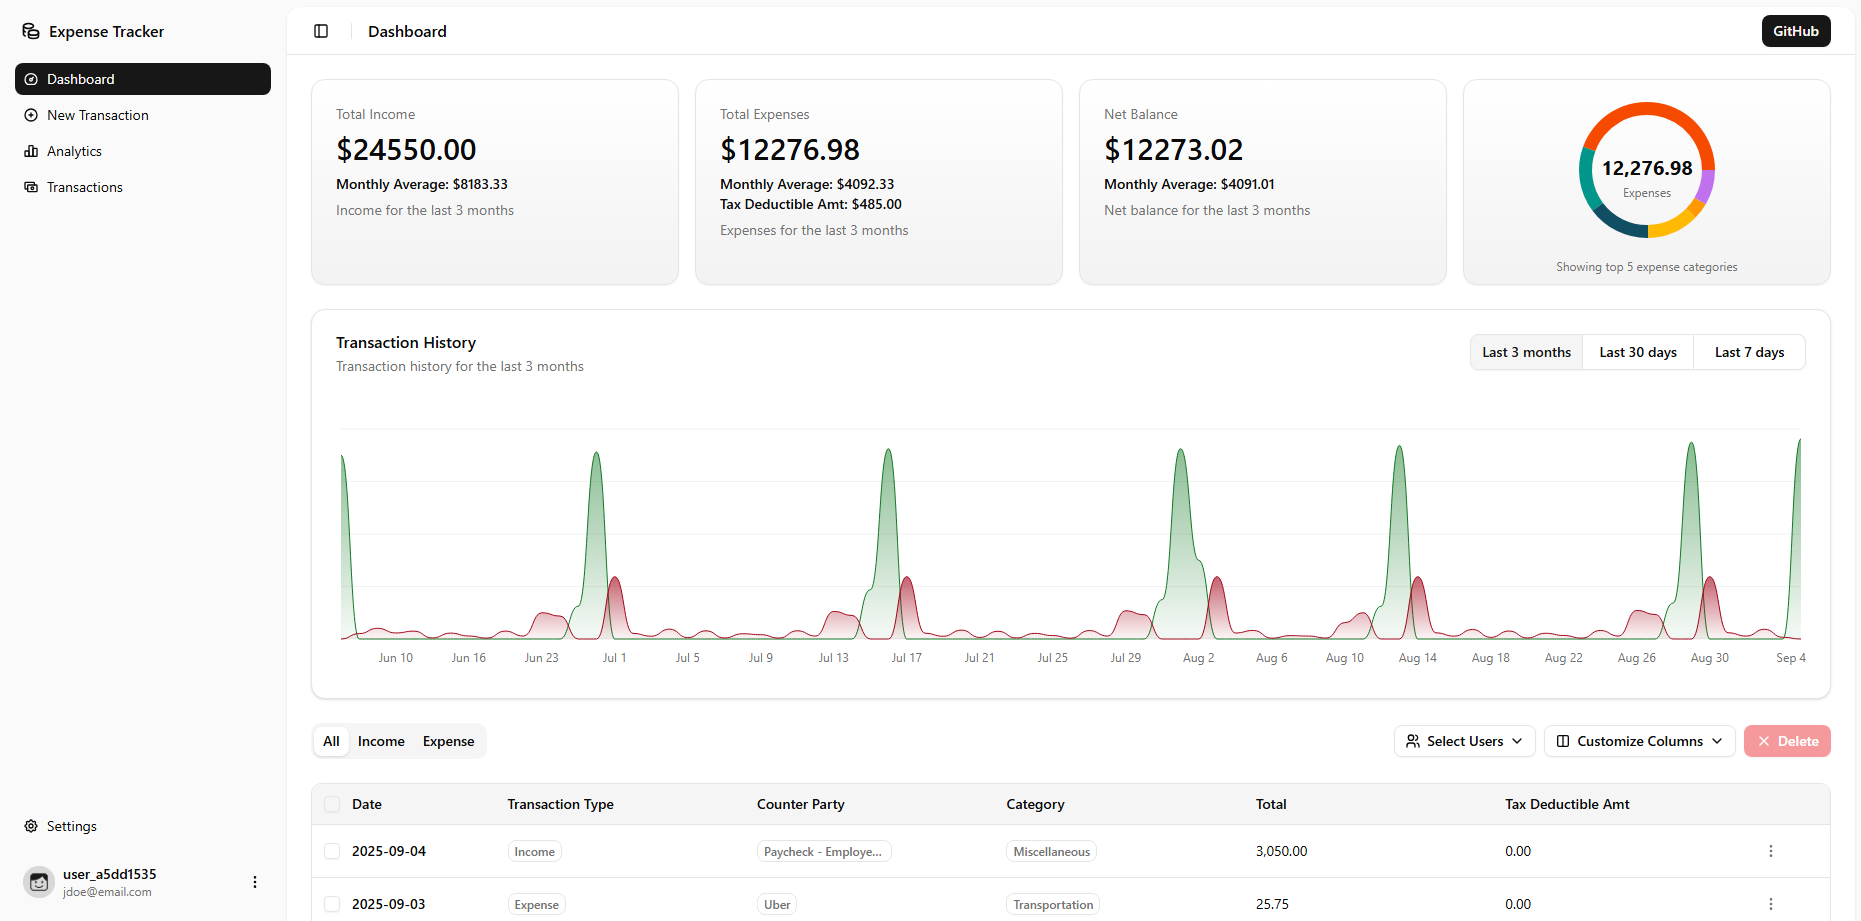 Expense Tracker
Dashboard
New Transaction
Analytics
Transactions
Settings
user_a5dd1535
jdoe@email.com
Dashboard
GitHub
Total Income
$24550.00
Monthly Average: $8183.33
Income for the last 3 months
Total Expenses
$12276.98
Monthly Average: $4092.33
Tax Deductible Amt: $485.00
Expenses for the last 3 months
Net Balance
$12273.02
Monthly Average: $4091.01
Net balance for the last 3 months
12,276.98
Expenses
Showing top 5 expense categories
Transaction History
Transaction history for the last 3 months
Last 3 months Last 30 days Last 7 days
Jun 10 Jun 16 Jun 23 Jul 1 Jul 5 Jul 9 Jul 13 Jul 17 Jul 21 Jul 25 Jul 29 Aug 2 Aug 6 Aug 10 Aug 14 Aug 18 Aug 22 Aug 26 Aug 30 Sep 4
All Income Expense
Select Users Customize Columns Delete
Date Transaction Type Counter Party Category Total Tax Deductible Amt
2025-09-04 Income Paycheck - Employe... Miscellaneous 3,050.00 0.00
2025-09-03 Expense Uber Transportation 25.75 0.00